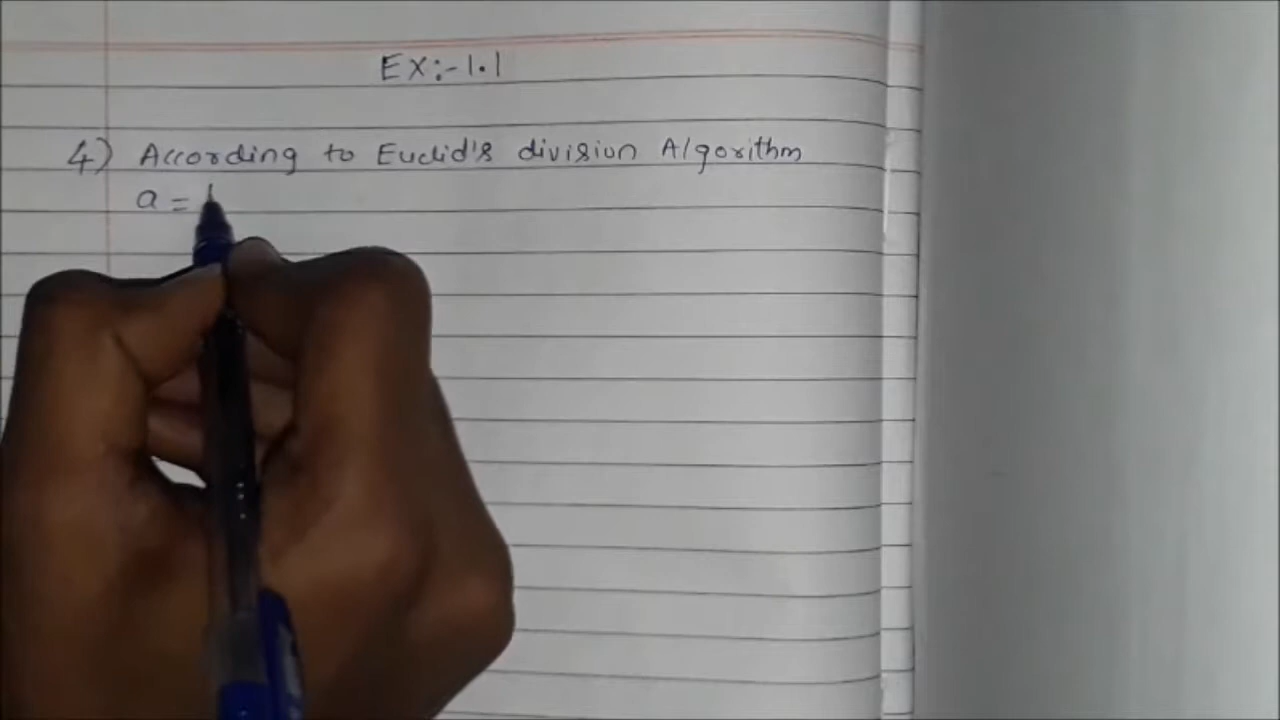 EX:-1.1
4) According to Euclid's division Algorithm
a =